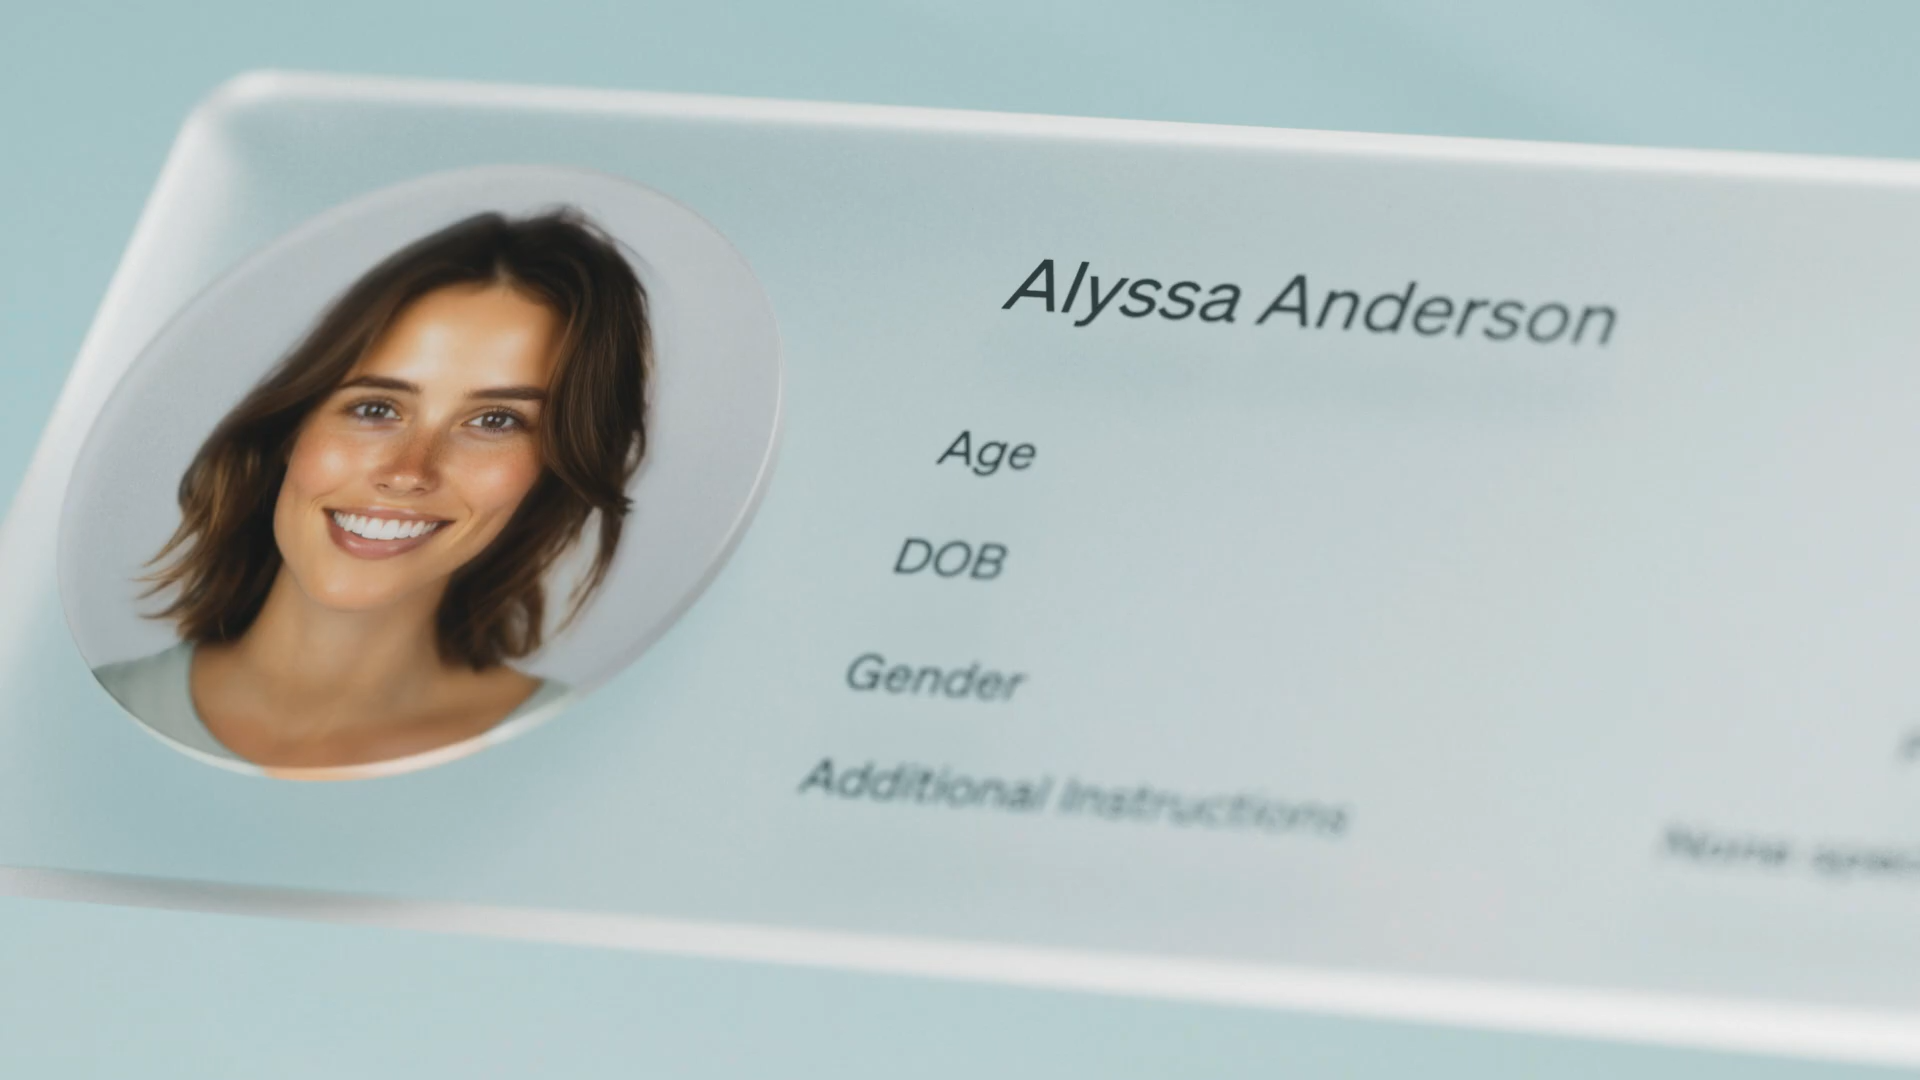 Alyssa Anderson
Age
DOB
Gender
Additional Instructions